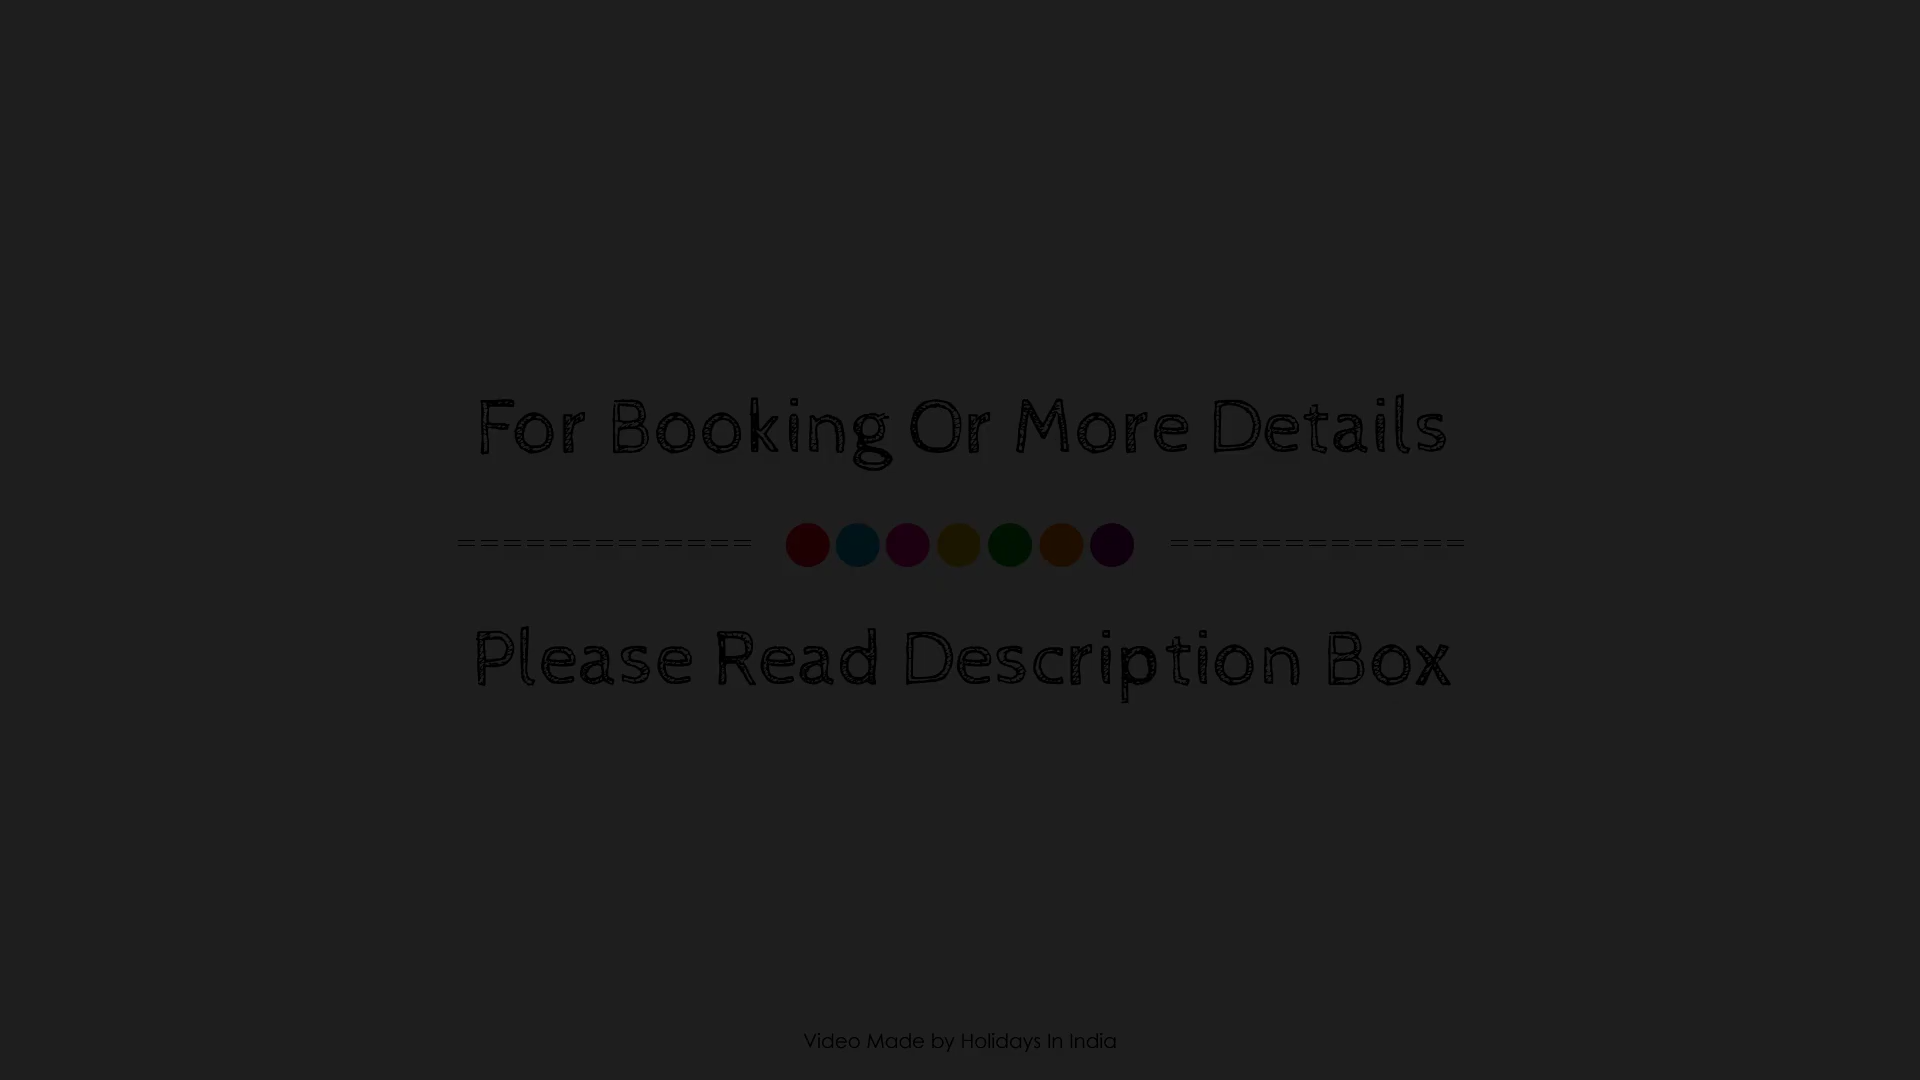 For Booking Or More Details
============= =============
Please Read Description Box
Video Made by Holidays In India